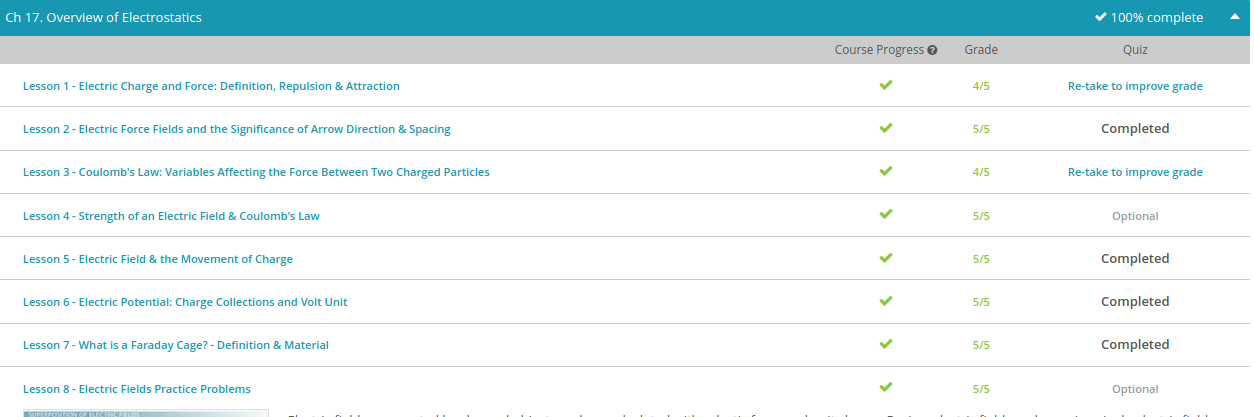 Ch 17. Overview of Electrostatics 100% complete
Course Progress Grade Quiz
Lesson 1 - Electric Charge and Force: Definition, Repulsion & Attraction 4/5 Re-take to improve grade
Lesson 2 - Electric Force Fields and the Significance of Arrow Direction & Spacing 5/5 Completed
Lesson 3 - Coulomb's Law: Variables Affecting the Force Between Two Charged Particles 4/5 Re-take to improve grade
Lesson 4 - Strength of an Electric Field & Coulomb's Law 5/5 Optional
Lesson 5 - Electric Field & the Movement of Charge 5/5 Completed
Lesson 6 - Electric Potential: Charge Collections and Volt Unit 5/5 Completed
Lesson 7 - What is a Faraday Cage? - Definition & Material 5/5 Completed
Lesson 8 - Electric Fields Practice Problems 5/5 Optional
SUPERPOSITION OF ELECTRIC FIELDS